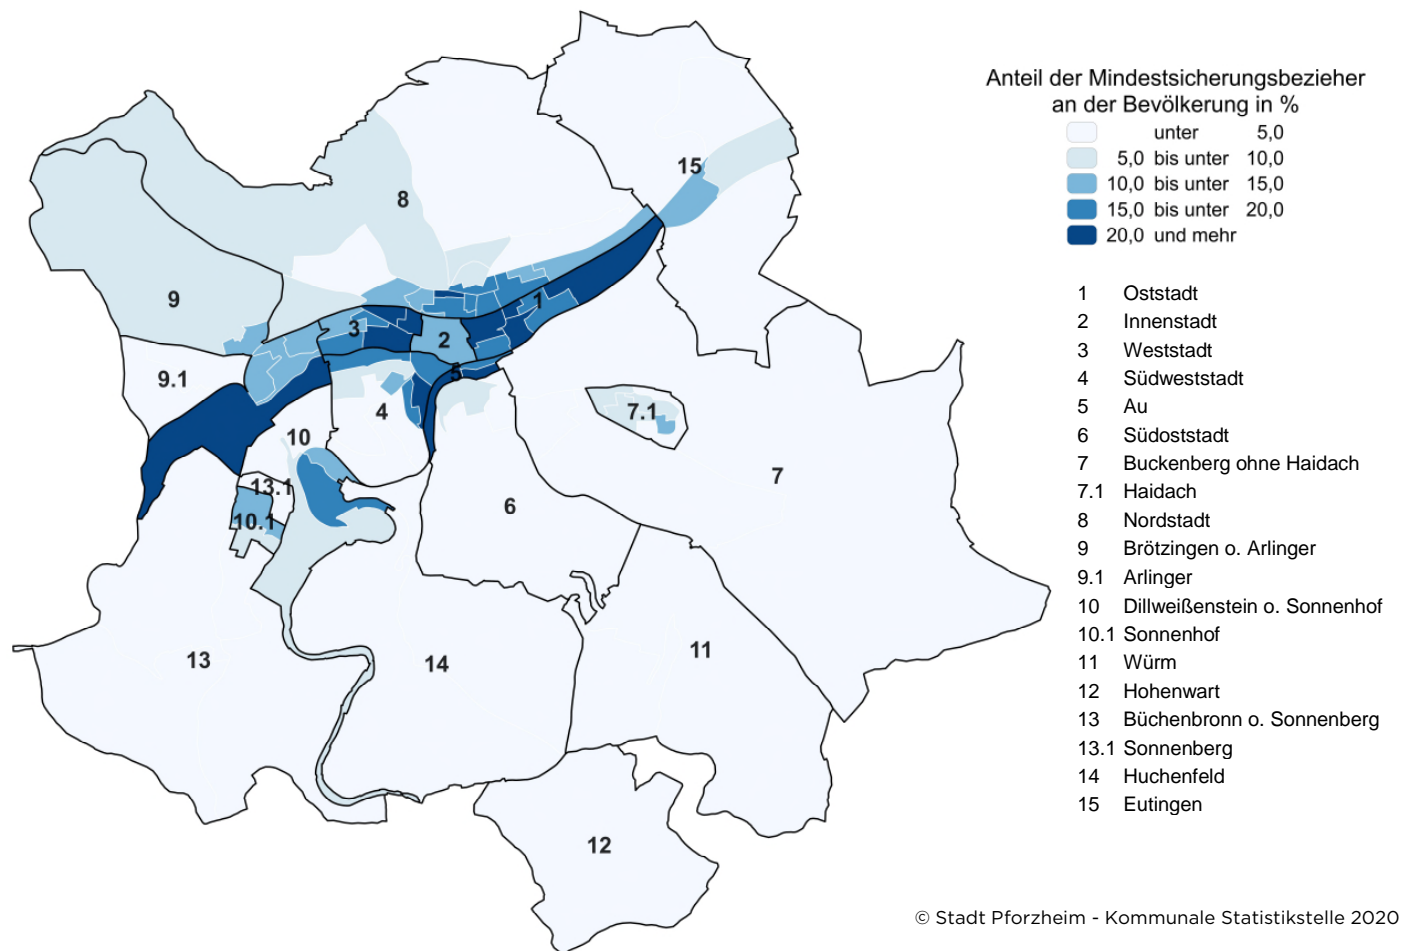 Anteil der Mindestsicherungsbezieher
an der Bevölkerung in %
unter 5,0
5,0 bis unter 10,0
10,0 bis unter 15,0
15,0 bis unter 20,0
20,0 und mehr
1 Oststadt
2 Innenstadt
3 Weststadt
4 Südweststadt
5 Au
6 Südoststadt
7 Buckenberg ohne Haidach
7.1 Haidach
8 Nordstadt
9 Brötzingen o. Arlinger
9.1 Arlinger
10 Dillweißenstein o. Sonnenhof
10.1 Sonnenhof
11 Würm
12 Hohenwart
13 Büchenbronn o. Sonnenberg
13.1 Sonnenberg
14 Huchenfeld
15 Eutingen
15
8
9
1
3
2
5
9.1
4
7.1
10
7
13.1
6
10.1
11
13
14
12
© Stadt Pforzheim - Kommunale Statistikstelle 2020